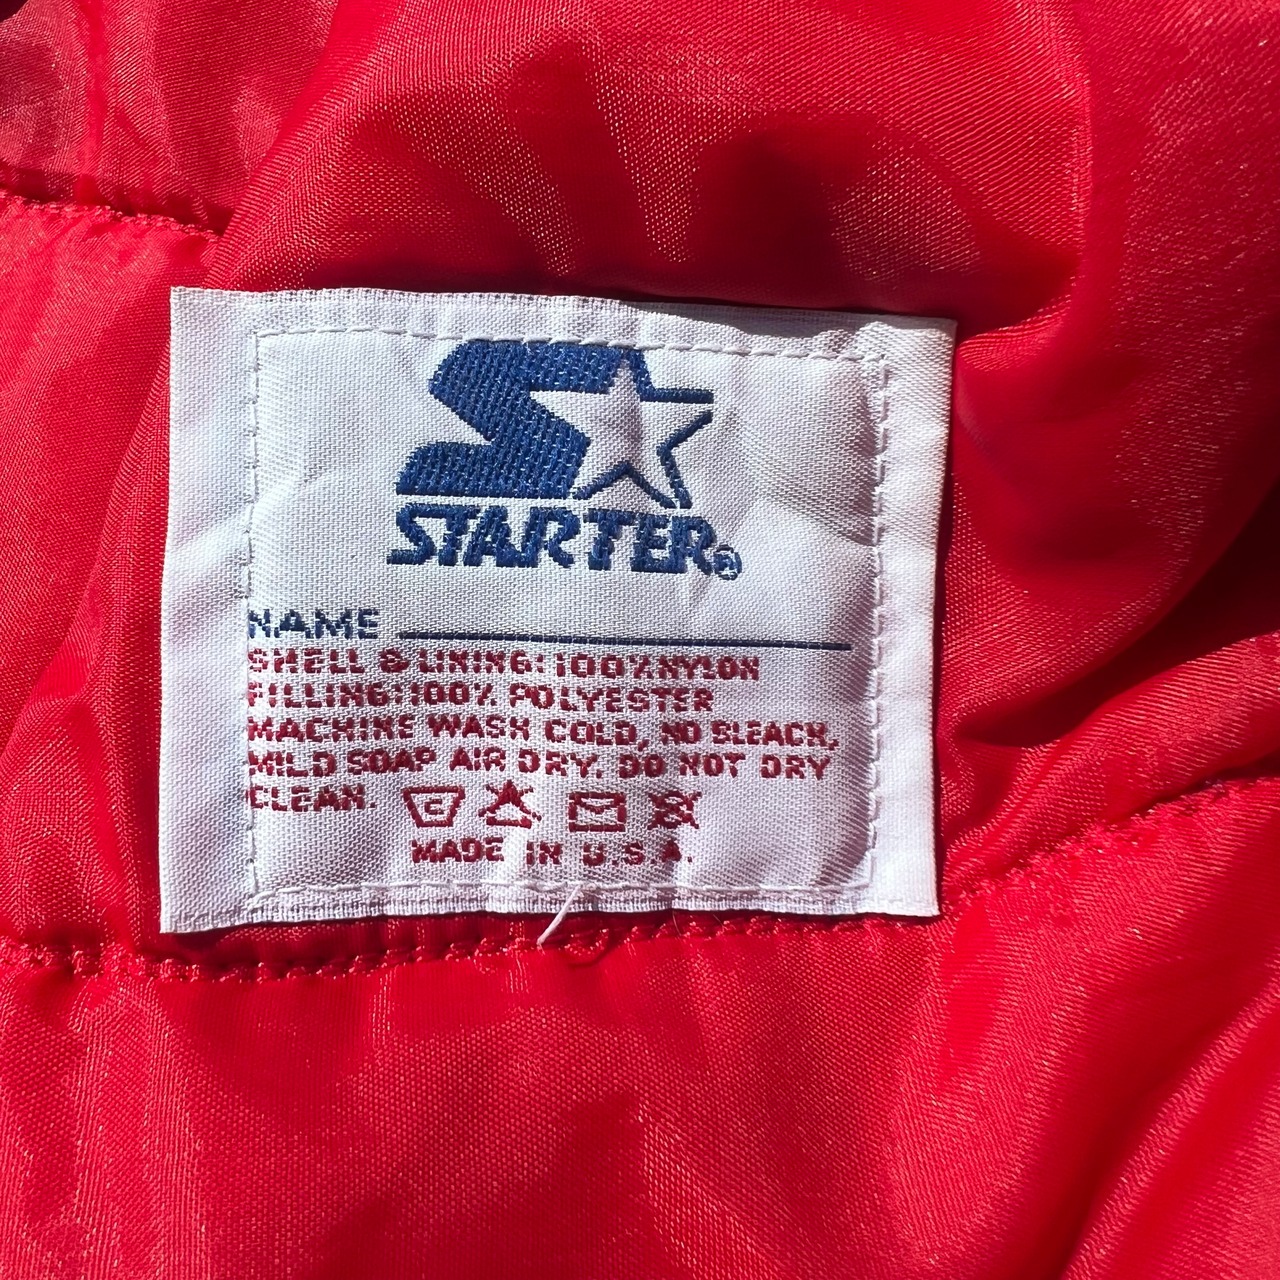 STARTER®
NAME
SHELL & LINING: 100% NYLON
FILLING: 100% POLYESTER
MACHINE WASH COLD, NO BLEACH,
MILD SOAP AIR DRY. DO NOT DRY
CLEAN.
MADE IN U.S.A.